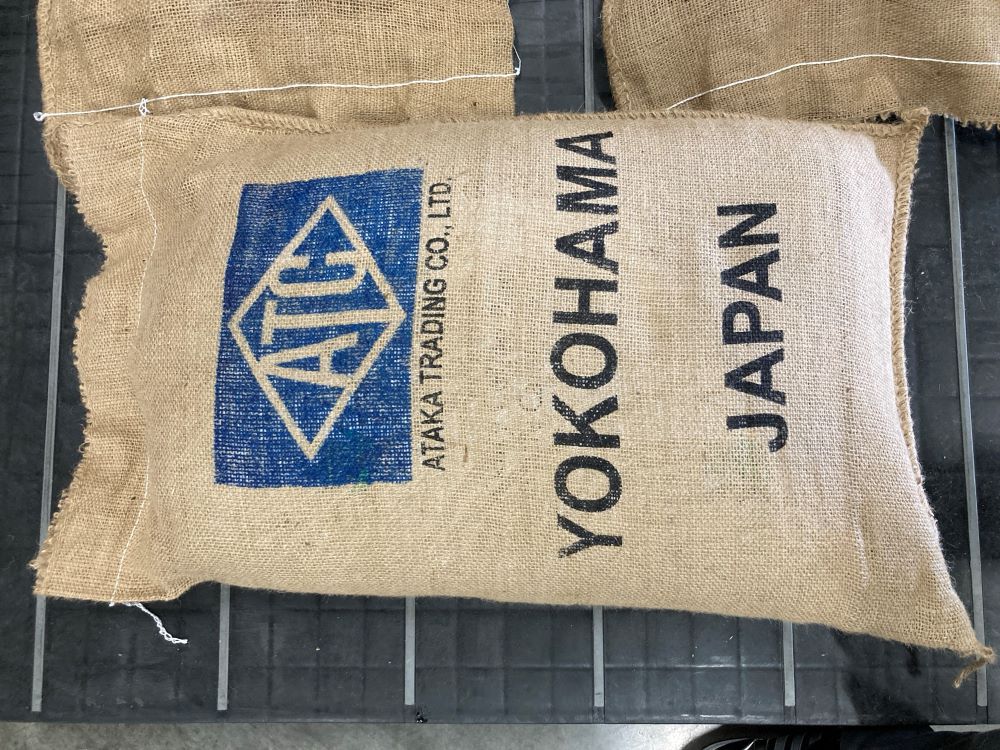 ATC
ATAKA TRADING CO., LTD.
YOKOHAMA
JAPAN